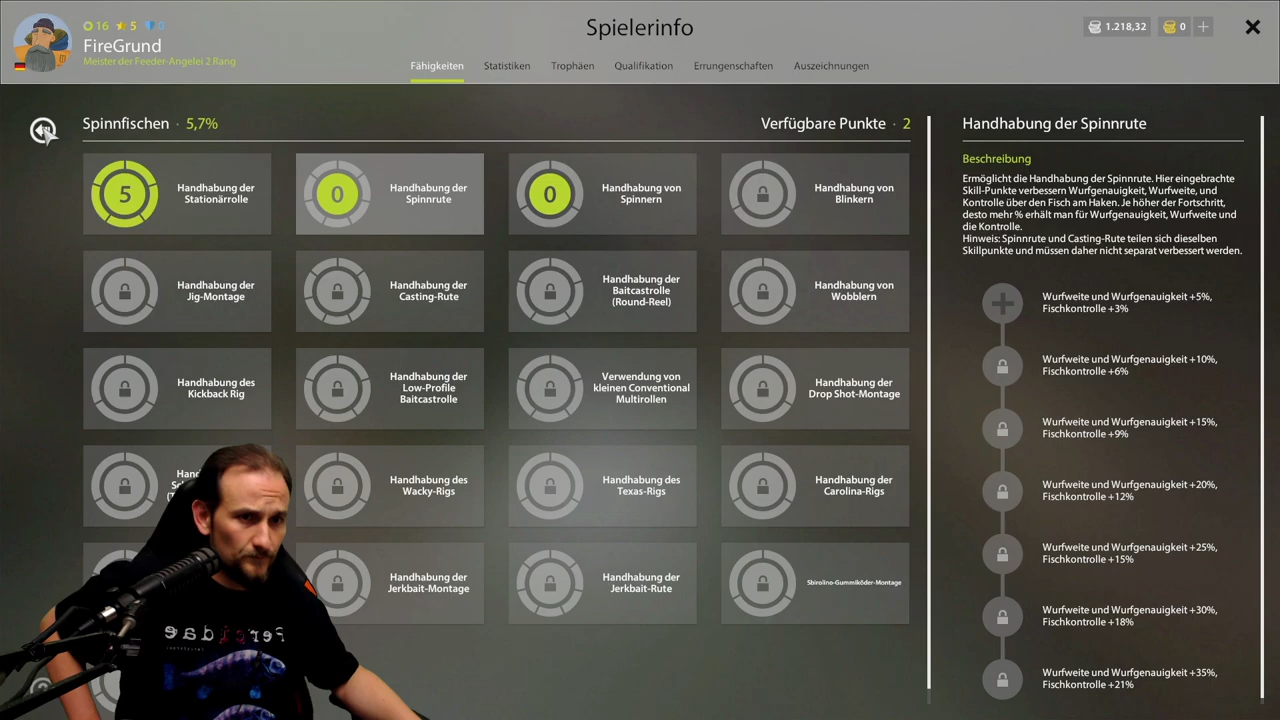 16 5 0
FireGrund
Meister der Feeder-Angelei 2 Rang
Spielerinfo
1.218,32
0
Fähigkeiten
Statistiken
Trophäen
Qualifikation
Errungenschaften
Auszeichnungen
Spinnfischen · 5,7%
Verfügbare Punkte · 2
5
Handhabung der
Stationärrolle
0
Handhabung der
Spinnrute
0
Handhabung von
Spinnern
Handhabung von
Blinkern
Handhabung der
Jig-Montage
Handhabung der
Casting-Rute
Handhabung der
Baitcastrolle
(Round-Reel)
Handhabung von
Wobblern
Handhabung des
Kickback Rig
Handhabung der
Low-Profile
Baitcastrolle
Verwendung von
kleinen Conventional
Multirollen
Handhabung der
Drop Shot-Montage
Handhabung des
Wacky-Rigs
Handhabung des
Texas-Rigs
Handhabung der
Carolina-Rigs
Handhabung der
Jerkbait-Montage
Handhabung der
Jerkbait-Rute
Sbirolino-Gummiköder-Montage
Handhabung der Spinnrute
Beschreibung
Ermöglicht die Handhabung der Spinnrute. Hier eingebrachte
Skill-Punkte verbessern Wurfgenauigkeit, Wurfweite, und
Kontrolle über den Fisch am Haken. Je höher der Fortschritt,
desto mehr % erhält man für Wurfgenauigkeit, Wurfweite und
die Kontrolle.
Hinweis: Spinnrute und Casting-Rute teilen sich dieselben
Skillpunkte und müssen daher nicht separat verbessert werden.
Wurfweite und Wurfgenauigkeit +5%,
Fischkontrolle +3%
Wurfweite und Wurfgenauigkeit +10%,
Fischkontrolle +6%
Wurfweite und Wurfgenauigkeit +15%,
Fischkontrolle +9%
Wurfweite und Wurfgenauigkeit +20%,
Fischkontrolle +12%
Wurfweite und Wurfgenauigkeit +25%,
Fischkontrolle +15%
Wurfweite und Wurfgenauigkeit +30%,
Fischkontrolle +18%
Wurfweite und Wurfgenauigkeit +35%,
Fischkontrolle +21%